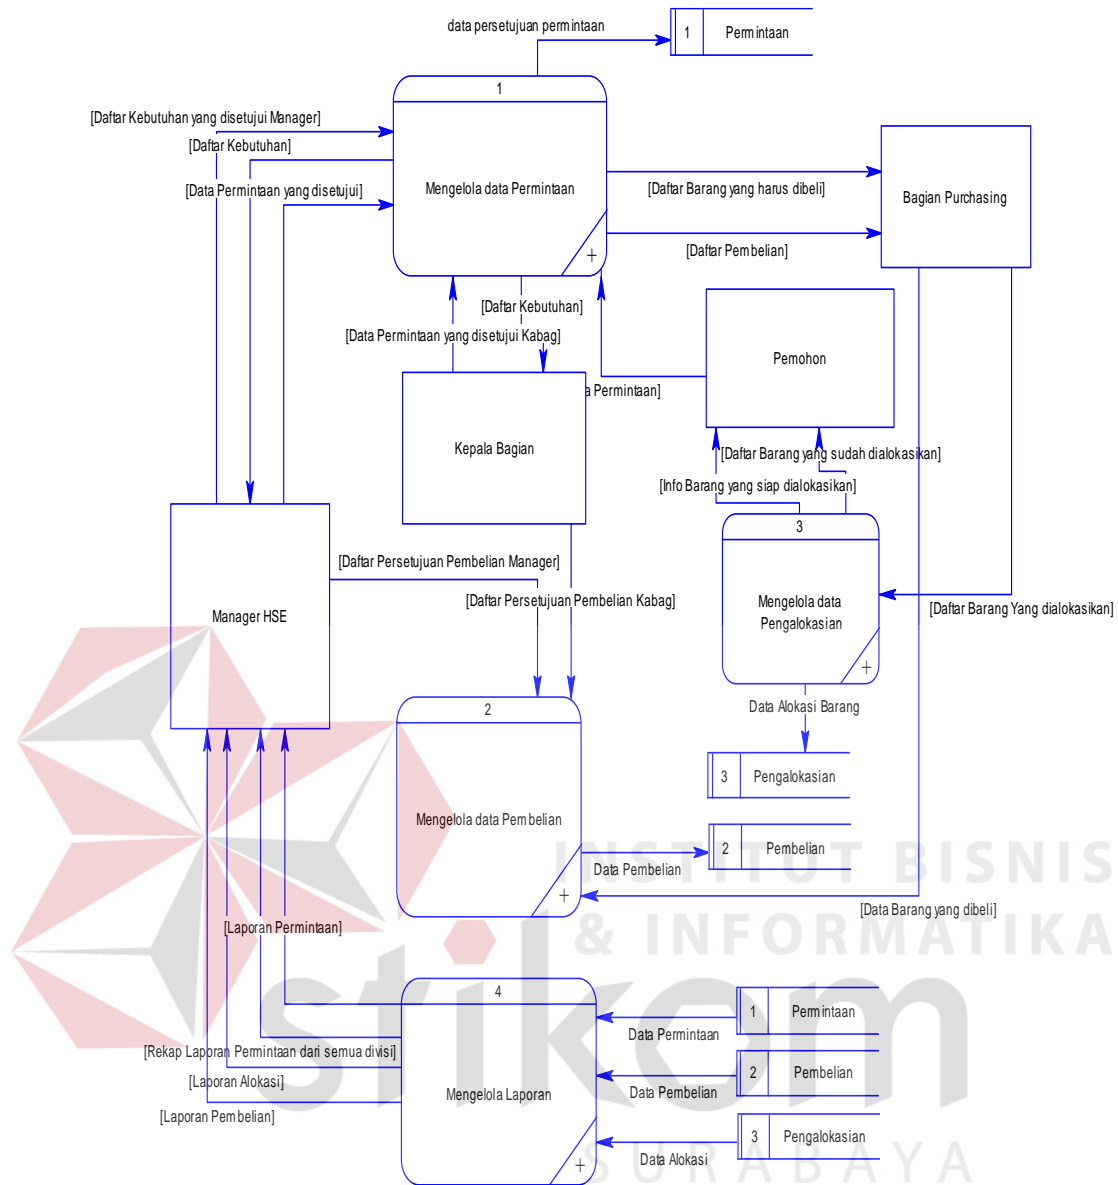 data persetujuan permintaan
1
Permintaan
1
[Daftar Kebutuhan yang disetujui Manager]
[Daftar Kebutuhan]
Mengelola data Permintaan
[Data Permintaan yang disetujui]
[Daftar Barang yang harus dibeli]
Bagian Purchasing
[Daftar Pembelian]
+
[Daftar Kebutuhan]
[Data Permintaan yang disetujui Kabag]
Pemohon
a Permintaan]
Kepala Bagian
[Daftar Barang yang sudah dialokasikan]
[Info Barang yang siap dialokasikan]
3
[Daftar Persetujuan Pembelian Manager]
[Daftar Persetujuan Pembelian Kabag]
Mengelola data
Pengalokasian
[Daftar Barang Yang dialokasikan]
Manager HSE
+
2
Data Alokasi Barang
3
Pengalokasian
Mengelola data Pembelian
2
Pembelian
Data Pembelian
+
[Data Barang yang dibeli]
INSTITUT BISNIS
& INFORMATIKA
[Laporan Permintaan]
stikom
4
1
Permintaan
Data Permintaan
[Rekap Laporan Permintaan dari semua divisi]
[Laporan Alokasi]
2
Pembelian
Mengelola Laporan
Data Pembelian
[Laporan Pembelian]
3
Pengalokasian
Data Alokasi
+
SURABAYA